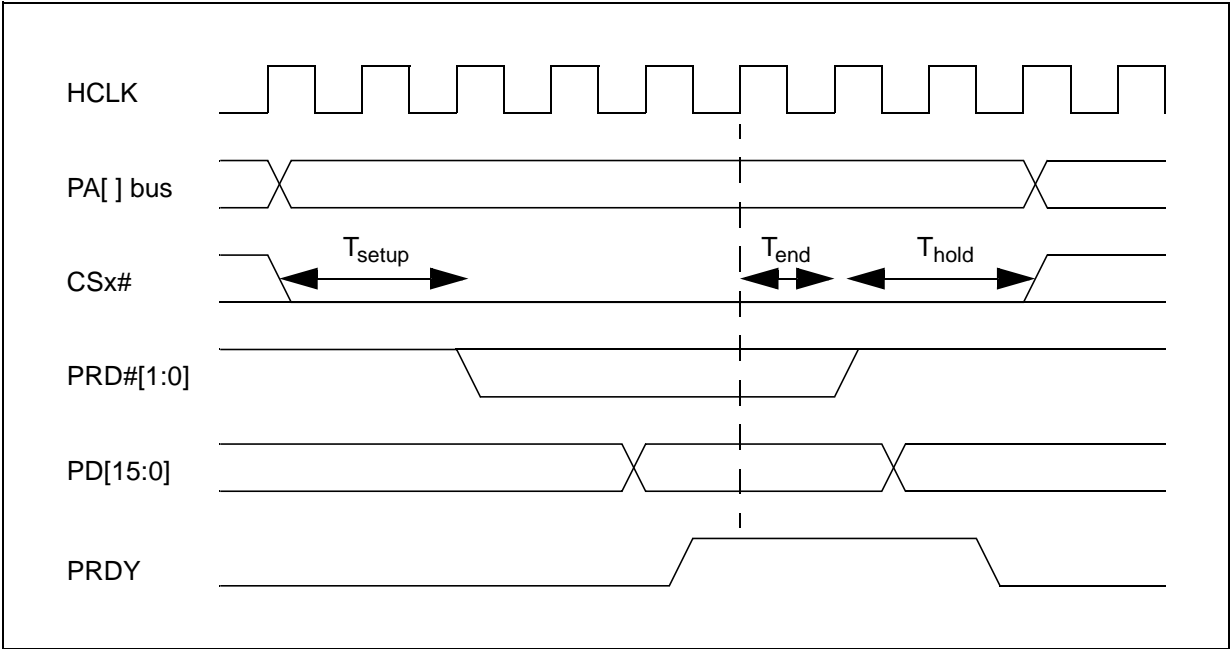 HCLK
PA[ ] bus
Tsetup
Tend
Thold
CSx#
PRD#[1:0]
PD[15:0]
PRDY